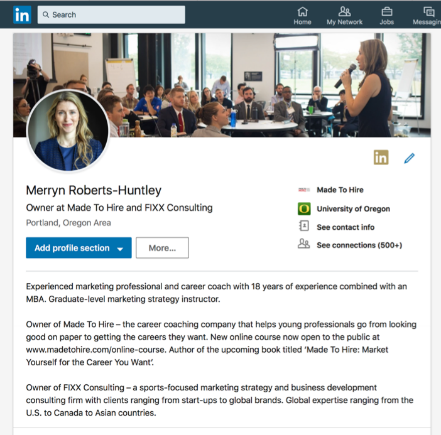 in Search
Home My Network Jobs Messagin
in
Merryn Roberts-Huntley
Owner at Made To Hire and FIXX Consulting
Portland, Oregon Area
Add profile section More...
Made To Hire
University of Oregon
See contact info
See connections (500+)
Experienced marketing professional and career coach with 18 years of experience combined with an
MBA. Graduate-level marketing strategy instructor.
Owner of Made To Hire – the career coaching company that helps young professionals go from looking
good on paper to getting the careers they want. New online course now open to the public at
www.madetohire.com/online-course. Author of the upcoming book titled ‘Made To Hire: Market
Yourself for the Career You Want’.
Owner of FIXX Consulting – a sports-focused marketing strategy and business development
consulting firm with clients ranging from start-ups to global brands. Global expertise ranging from the
U.S. to Canada to Asian countries.